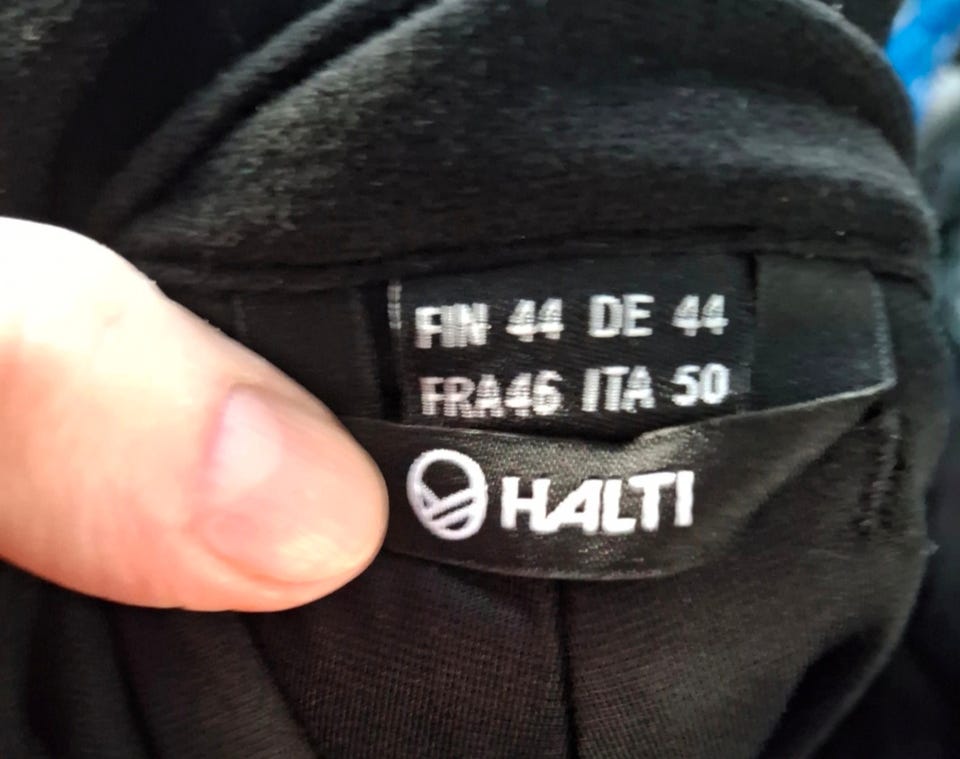 FIN 44 DE 44
FRA46 ITA 50
HALTI